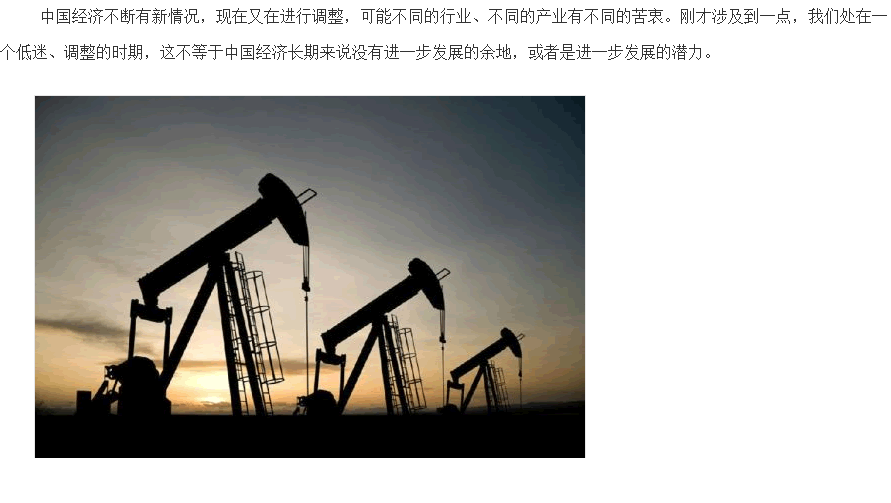 中国经济不断有新情况，现在又在进行调整，可能不同的行业、不同的产业有不同的苦衷。刚才涉及到一点，我们处在一
个低迷、调整的时期，这不等于中国经济长期来说没有进一步发展的余地，或者是进一步发展的潜力。